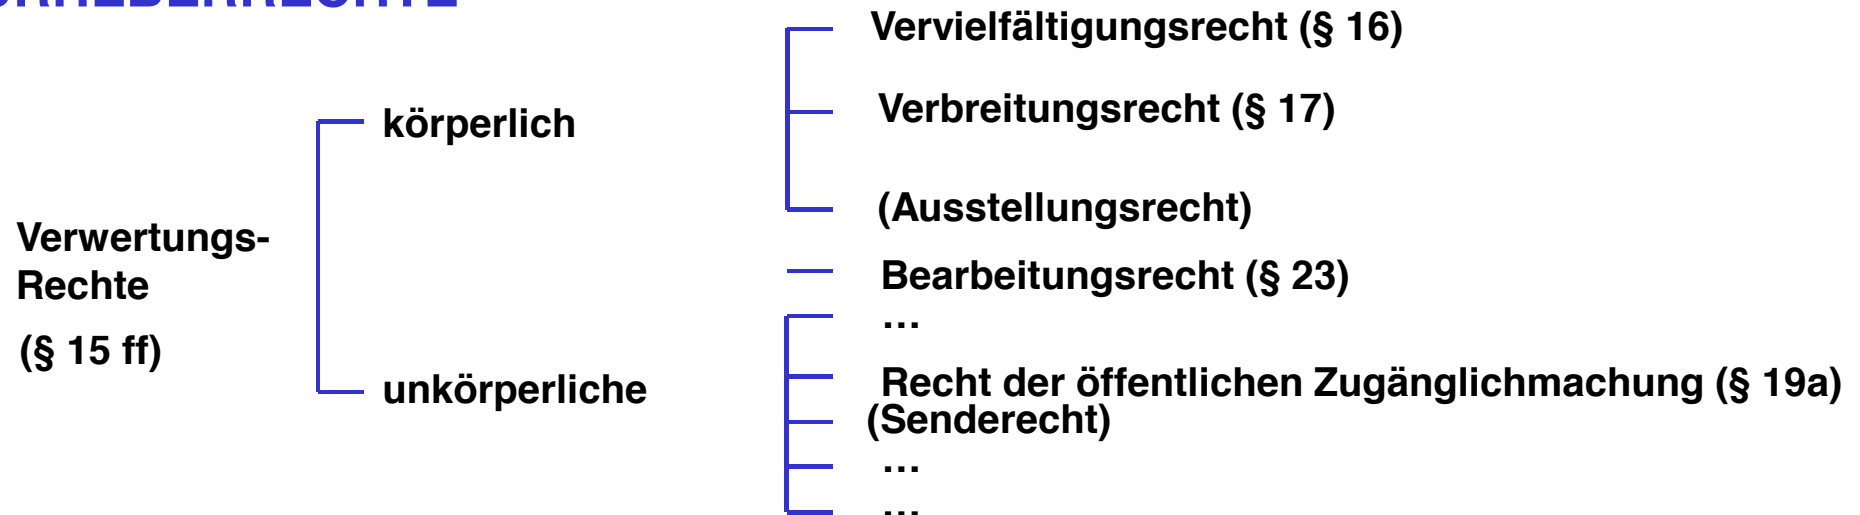 Vervielfältigungsrecht (§ 16)
körperlich
Verbreitungsrecht (§ 17)
(Ausstellungsrecht)
Verwertungs-
Rechte
(§ 15 ff)
Bearbeitungsrecht (§ 23)
…
unkörperliche
Recht der öffentlichen Zugänglichmachung (§ 19a)
(Senderecht)
…
…